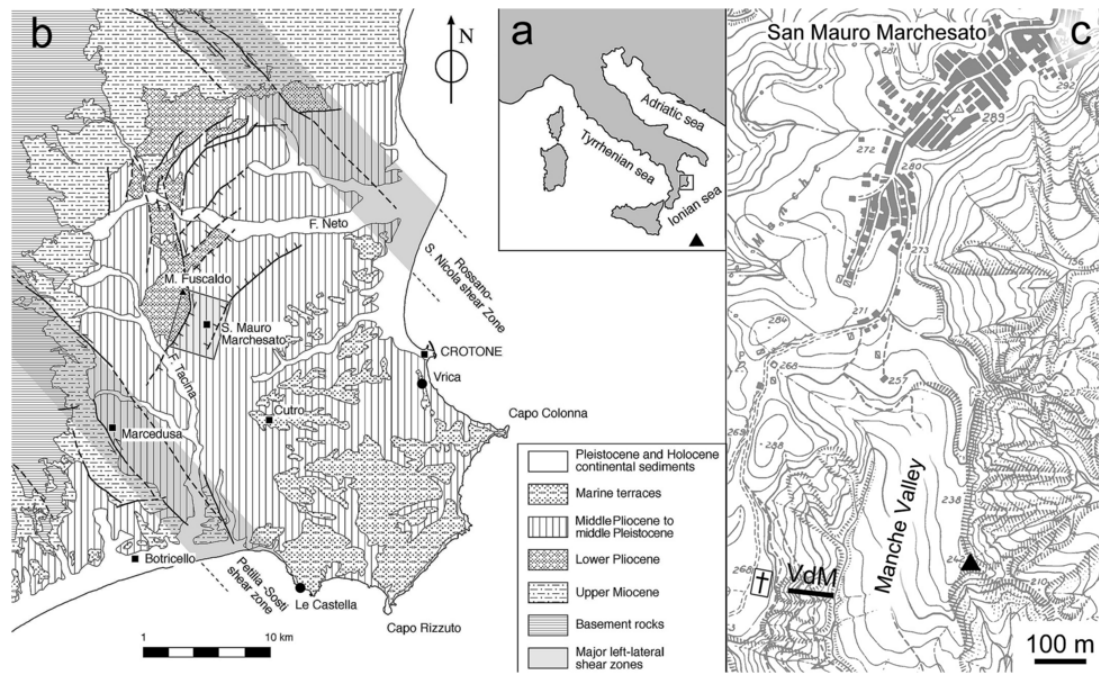 b
N
F. Neto
M. Fuscaldo
S. Mauro
Marchesato
F. Tacina
Rossano-
S. Nicola shear Zone
CROTONE
Vrica
Cutro
Marcedusa
Capo Colonna
Botricello
Petilia -Sosti
shear zone
Le Castella
Capo Rizzuto
1
10 km
a
Adriatic sea
Tyrrhenian sea
Ionian sea
Pleistocene and Holocene
continental sediments
Marine terraces
Middle Pliocene to
middle Pleistocene
Lower Pliocene
Upper Miocene
Basement rocks
Major left-lateral
shear zones
San Mauro Marchesato
c
281
292
289
272
280
Manche
273
156
271
284
268
257
288
238
Manche Valley
242
268
VdM
210
100 m